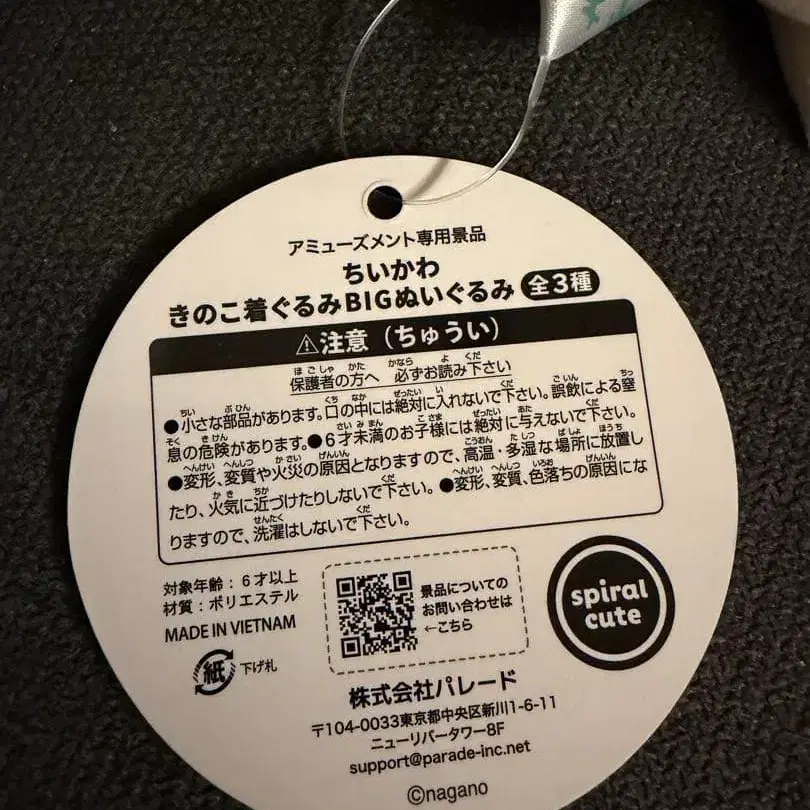 アミューズメント専用景品
ちいかわ
きのこ着ぐるみBIGぬいぐるみ 全3種
⚠注意（ちゅうい）
保護者の方へ 必ずお読み下さい
●小さな部品があります。口の中には絶対に入れないで下さい。誤飲による窒
息の危険があります。●6才未満のお子様には絶対に与えないで下さい。
●変形、変質や火災の原因となりますので、高温・多湿な場所に放置し
たり、火気に近づけたりしないで下さい。●変形、変質、色落ちの原因にな
りますので、洗濯はしないで下さい。
対象年齢：6才以上
材質：ポリエステル
MADE IN VIETNAM
紙 下げ札
景品についての
お問い合わせは
←こちら
spiral
cute
株式会社パレード
〒104-0033東京都中央区新川1-6-11
ニューリバータワー8F
support@parade-inc.net
©nagano